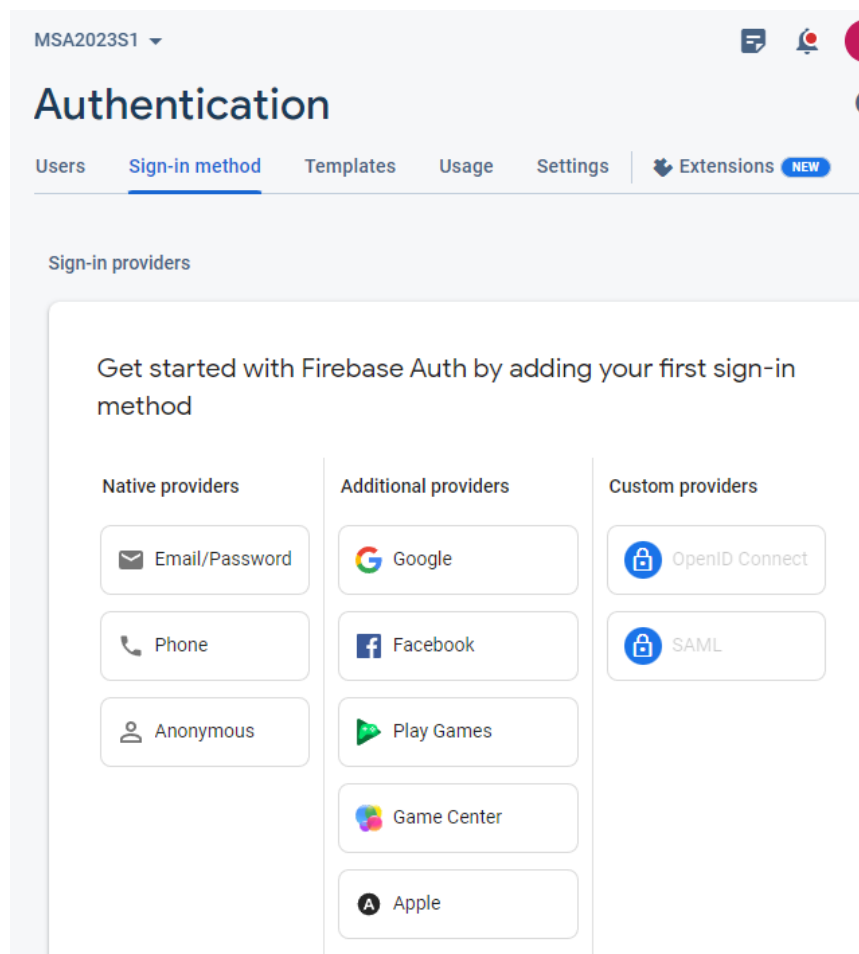 MSA2023S1
Authentication
Users Sign-in method Templates Usage Settings Extensions NEW
Sign-in providers
Get started with Firebase Auth by adding your first sign-in
method
Native providers Additional providers Custom providers
Email/Password Google OpenID Connect
Phone Facebook SAML
Anonymous Play Games
Game Center
A Apple